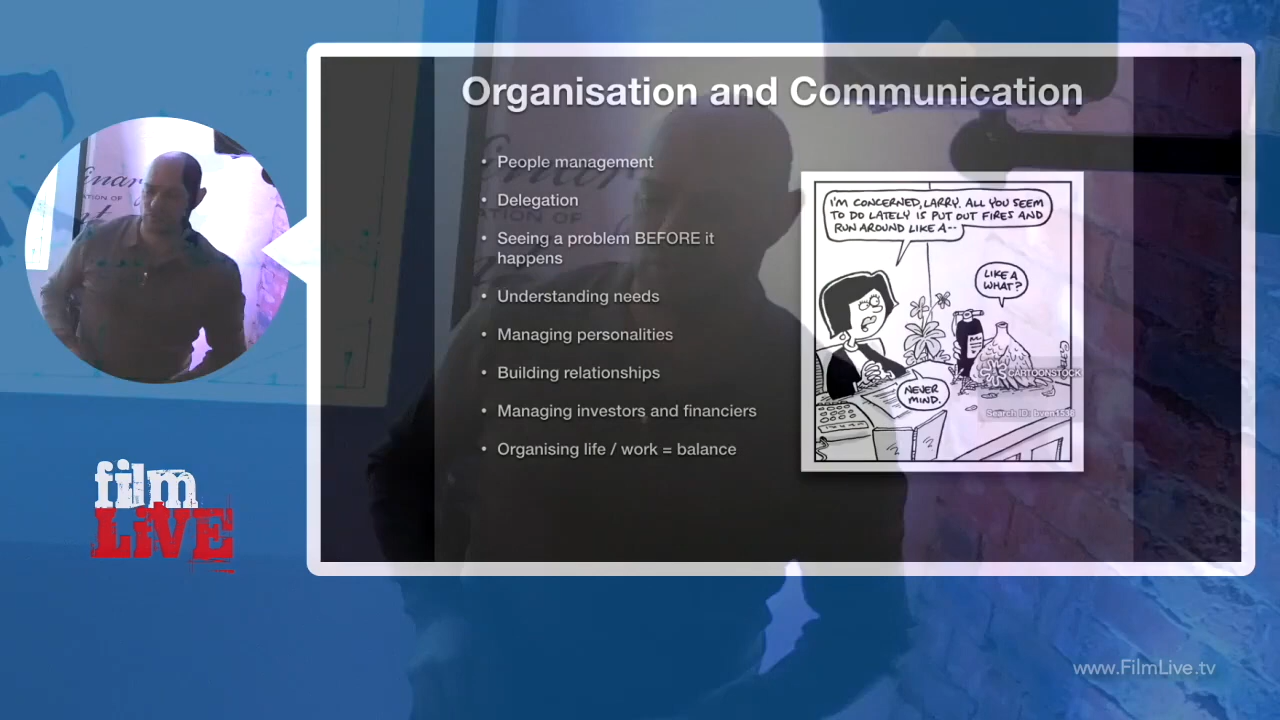 Organisation and Communication
• People management
• Delegation
• Seeing a problem BEFORE it
happens
• Understanding needs
• Managing personalities
• Building relationships
• Managing investors and financiers
• Organising life / work = balance
I'M CONCERNED, LARRY. ALL YOU SEEM
TO DO LATELY IS PUT OUT FIRES AND
RUN AROUND LIKE A--
LIKE A
WHAT?
NEVER
MIND.
CARTOONSTOCK
film
LiVE
www.FilmLive.tv